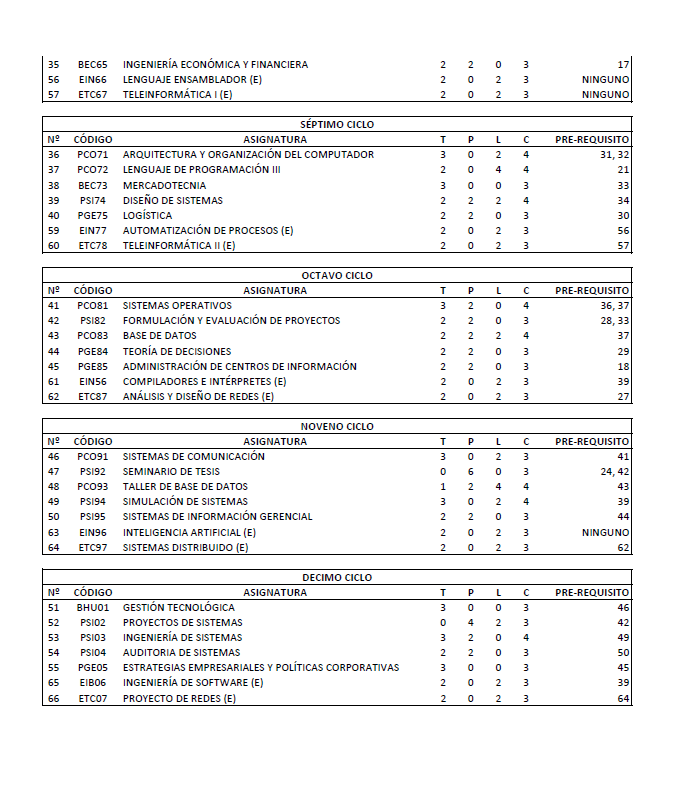 35 BEC65 INGENIERÍA ECONÓMICA Y FINANCIERA 2 2 0 3 17
56 EIN66 LENGUAJE ENSAMBLADOR (E) 2 0 2 3 NINGUNO
57 ETC67 TELEINFORMÁTICA I (E) 2 0 2 3 NINGUNO
SÉPTIMO CICLO
Nº CÓDIGO ASIGNATURA T P L C PRE-REQUISITO
36 PCO71 ARQUITECTURA Y ORGANIZACIÓN DEL COMPUTADOR 3 0 2 4 31, 32
37 PCO72 LENGUAJE DE PROGRAMACIÓN III 2 0 4 4 21
38 BEC73 MERCADOTECNIA 3 0 0 3 33
39 PSI74 DISEÑO DE SISTEMAS 2 2 2 4 34
40 PGE75 LOGÍSTICA 2 2 0 3 30
59 EIN77 AUTOMATIZACIÓN DE PROCESOS (E) 2 0 2 3 56
60 ETC78 TELEINFORMÁTICA II (E) 2 0 2 3 57
OCTAVO CICLO
Nº CÓDIGO ASIGNATURA T P L C PRE-REQUISITO
41 PCO81 SISTEMAS OPERATIVOS 3 2 0 4 36, 37
42 PSI82 FORMULACIÓN Y EVALUACIÓN DE PROYECTOS 2 2 0 3 28, 33
43 PCO83 BASE DE DATOS 2 2 2 4 37
44 PGE84 TEORÍA DE DECISIONES 2 2 0 3 29
45 PGE85 ADMINISTRACIÓN DE CENTROS DE INFORMACIÓN 2 2 0 3 18
61 EIN56 COMPILADORES E INTÉRPRETES (E) 2 0 2 3 39
62 ETC87 ANÁLISIS Y DISEÑO DE REDES (E) 2 0 2 3 27
NOVENO CICLO
Nº CÓDIGO ASIGNATURA T P L C PRE-REQUISITO
46 PCO91 SISTEMAS DE COMUNICACIÓN 3 0 2 3 41
47 PSI92 SEMINARIO DE TESIS 0 6 0 3 24, 42
48 PCO93 TALLER DE BASE DE DATOS 1 2 4 4 43
49 PSI94 SIMULACIÓN DE SISTEMAS 3 0 2 4 39
50 PSI95 SISTEMAS DE INFORMACIÓN GERENCIAL 2 2 0 3 44
63 EIN96 INTELIGENCIA ARTIFICIAL (E) 2 0 2 3 NINGUNO
64 ETC97 SISTEMAS DISTRIBUIDO (E) 2 0 2 3 62
DECIMO CICLO
Nº CÓDIGO ASIGNATURA T P L C PRE-REQUISITO
51 BHU01 GESTIÓN TECNOLÓGICA 3 0 0 3 46
52 PSI02 PROYECTOS DE SISTEMAS 0 4 2 3 42
53 PSI03 INGENIERÍA DE SISTEMAS 3 2 0 4 49
54 PSI04 AUDITORIA DE SISTEMAS 2 2 0 3 50
55 PGE05 ESTRATEGIAS EMPRESARIALES Y POLÍTICAS CORPORATIVAS 3 0 0 3 45
65 EIB06 INGENIERÍA DE SOFTWARE (E) 2 0 2 3 39
66 ETC07 PROYECTO DE REDES (E) 2 0 2 3 64